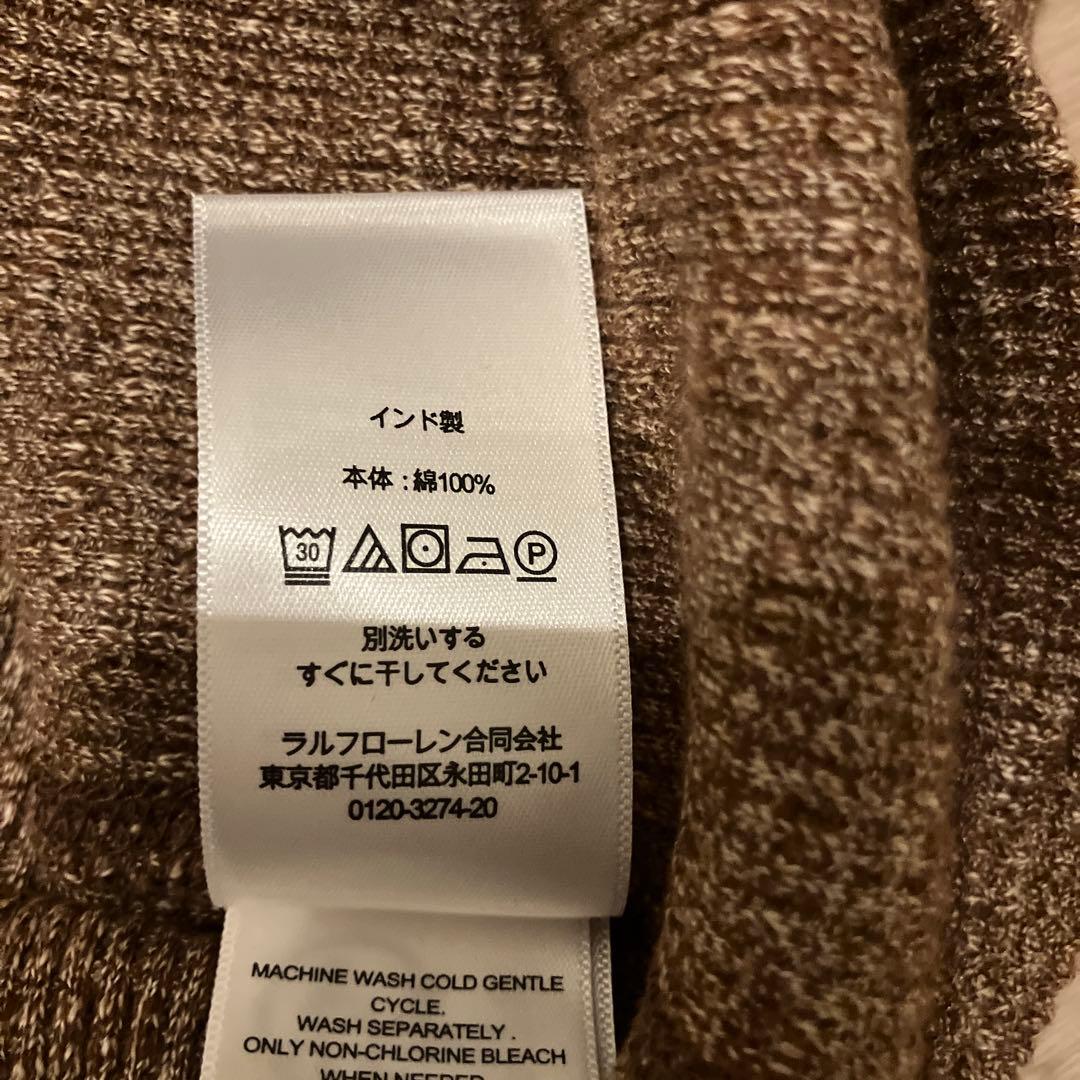 インド製
本体:綿100%
30
P
別洗いする
すぐに干してください
ラルフローレン合同会社
東京都千代田区永田町2-10-1
0120-3274-20
MACHINE WASH COLD GENTLE
CYCLE.
WASH SEPARATELY .
ONLY NON-CHLORINE BLEACH
WHEN NEEDED